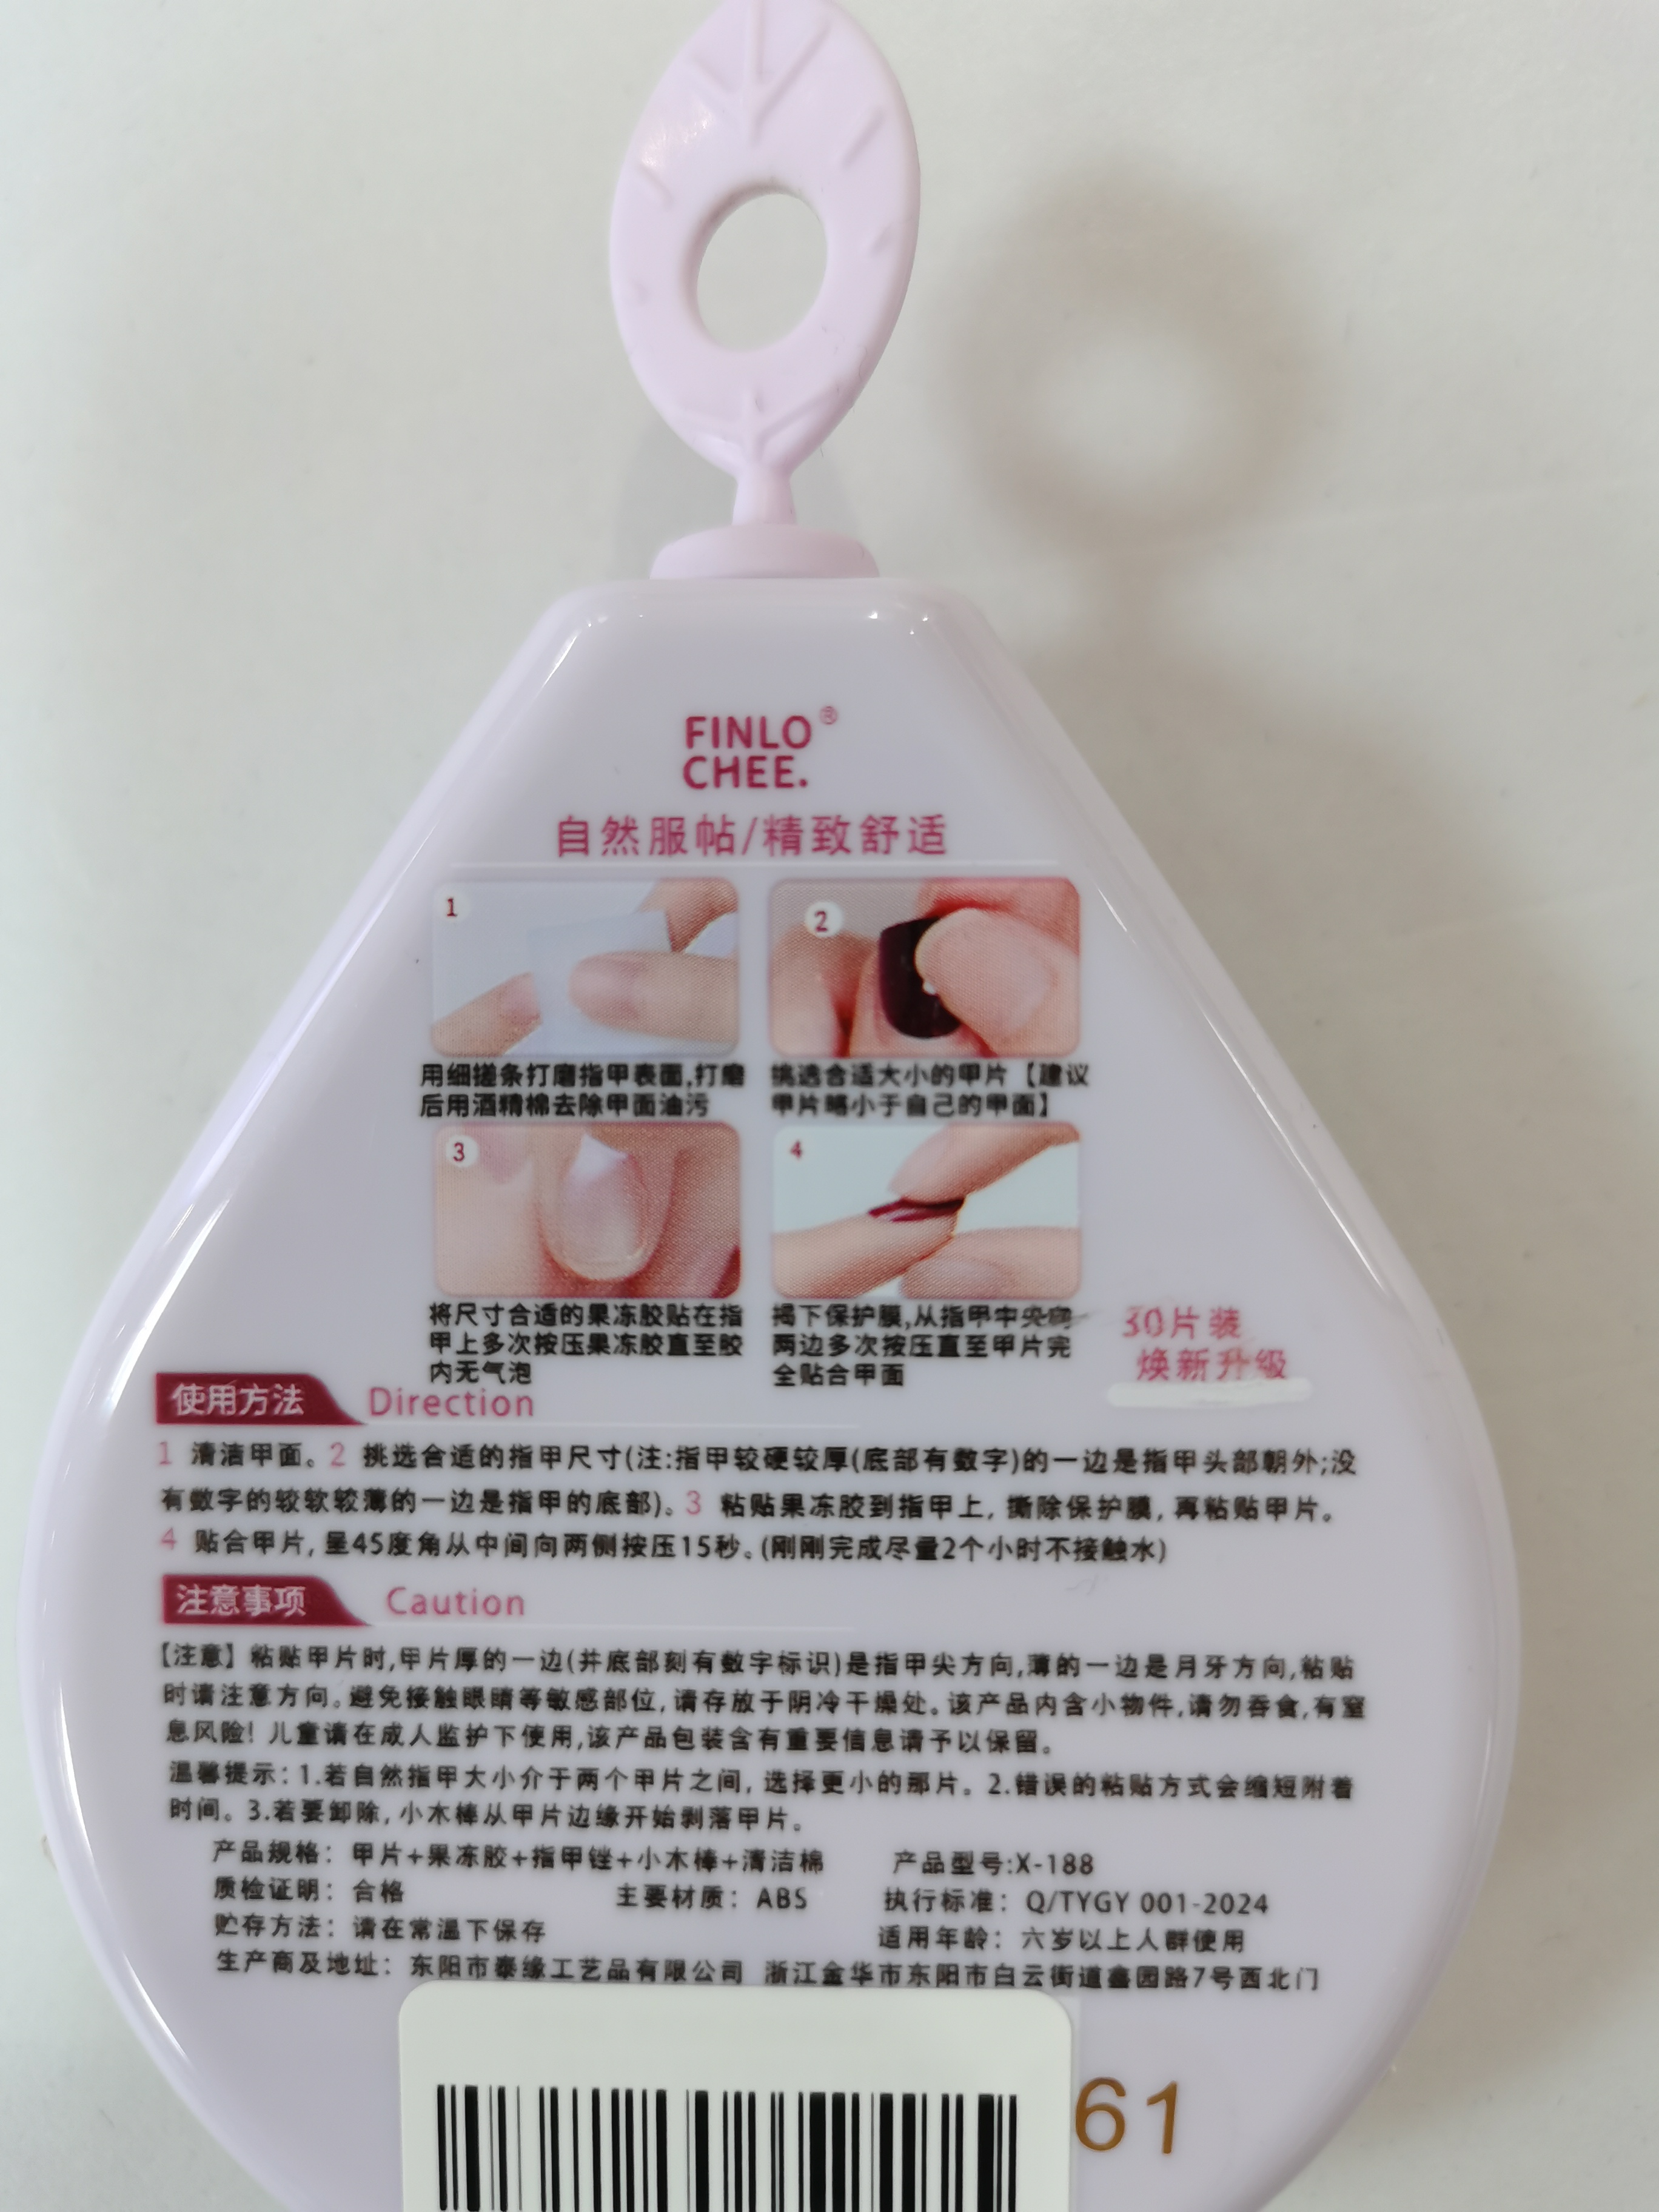 FINLO®
CHEE.
自然服帖/精致舒适
1
用细搓条打磨指甲表面,打磨
后用酒精棉去除甲面油污
2
挑选合适大小的甲片【建议
甲片略小于自己的甲面】
3
将尺寸合适的果冻胶贴在指
甲上多次按压果冻胶直至胶
内无气泡
4
揭下保护膜,从指甲中央向
两边多次按压直至甲片完
全贴合甲面
30片装
焕新升级
使用方法 Direction
1 清洁甲面。2 挑选合适的指甲尺寸(注:指甲较硬较厚(底部有数字)的一边是指甲头部朝外;没
有数字的较软较薄的一边是指甲的底部)。3 粘贴果冻胶到指甲上, 撕除保护膜, 再粘贴甲片。
4 贴合甲片, 呈45度角从中间向两侧按压15秒。(刚刚完成尽量2个小时不接触水)
注意事项 Caution
【注意】粘贴甲片时,甲片厚的一边(并底部刻有数字标识)是指甲尖方向,薄的一边是月牙方向,粘贴
时请注意方向。避免接触眼睛等敏感部位,请存放于阴冷干燥处。该产品内含小物件,请勿吞食,有窒
息风险! 儿童请在成人监护下使用,该产品包装含有重要信息请予以保留。
温馨提示: 1.若自然指甲大小介于两个甲片之间, 选择更小的那片。2.错误的粘贴方式会缩短附着
时间。3.若要卸除, 小木棒从甲片边缘开始剥落甲片。
产品规格: 甲片+果冻胶+指甲锉+小木棒+清洁棉 产品型号:X-188
质检证明: 合格 主要材质: ABS 执行标准: Q/TYGY 001-2024
贮存方法: 请在常温下保存 适用年龄: 六岁以上人群使用
生产商及地址: 东阳市泰缘工艺品有限公司 浙江金华市东阳市白云街道鑫园路7号西北门
61